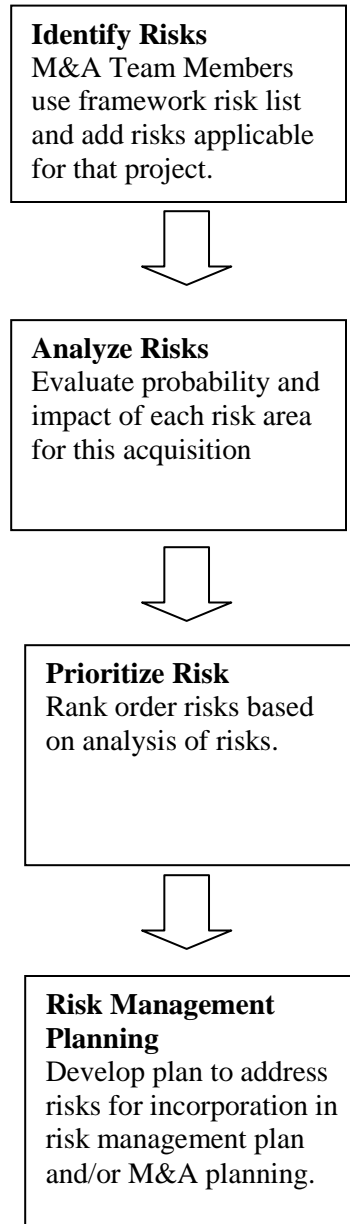 Identify Risks
M&A Team Members
use framework risk list
and add risks applicable
for that project.
Analyze Risks
Evaluate probability and
impact of each risk area
for this acquisition
Prioritize Risk
Rank order risks based
on analysis of risks.
Risk Management
Planning
Develop plan to address
risks for incorporation in
risk management plan
and/or M&A planning.